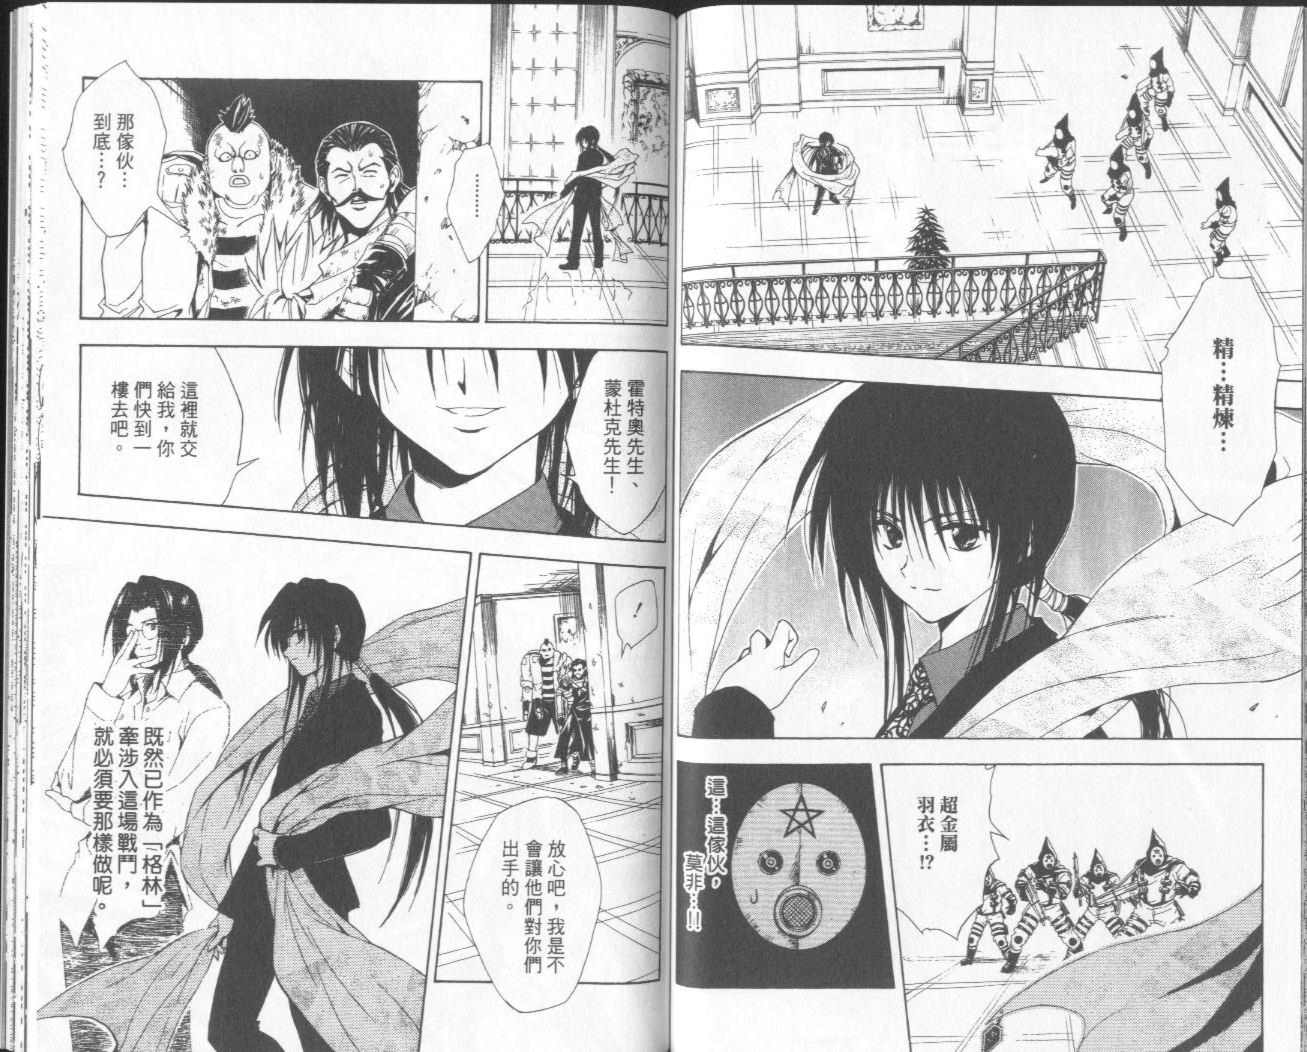 精…精煉…
超金屬
羽衣…!?
這…這傢伙，
莫非…!!
………
那傢伙…
到底…?
霍特奧先生、
蒙杜克先生!
這裡就交
給我，你
們快到一
樓去吧。
!
放心吧，我是不
會讓他們對你們
出手的。
既然已作為「格林」
牽涉入這場戰鬥，
就必須要那樣做呢。